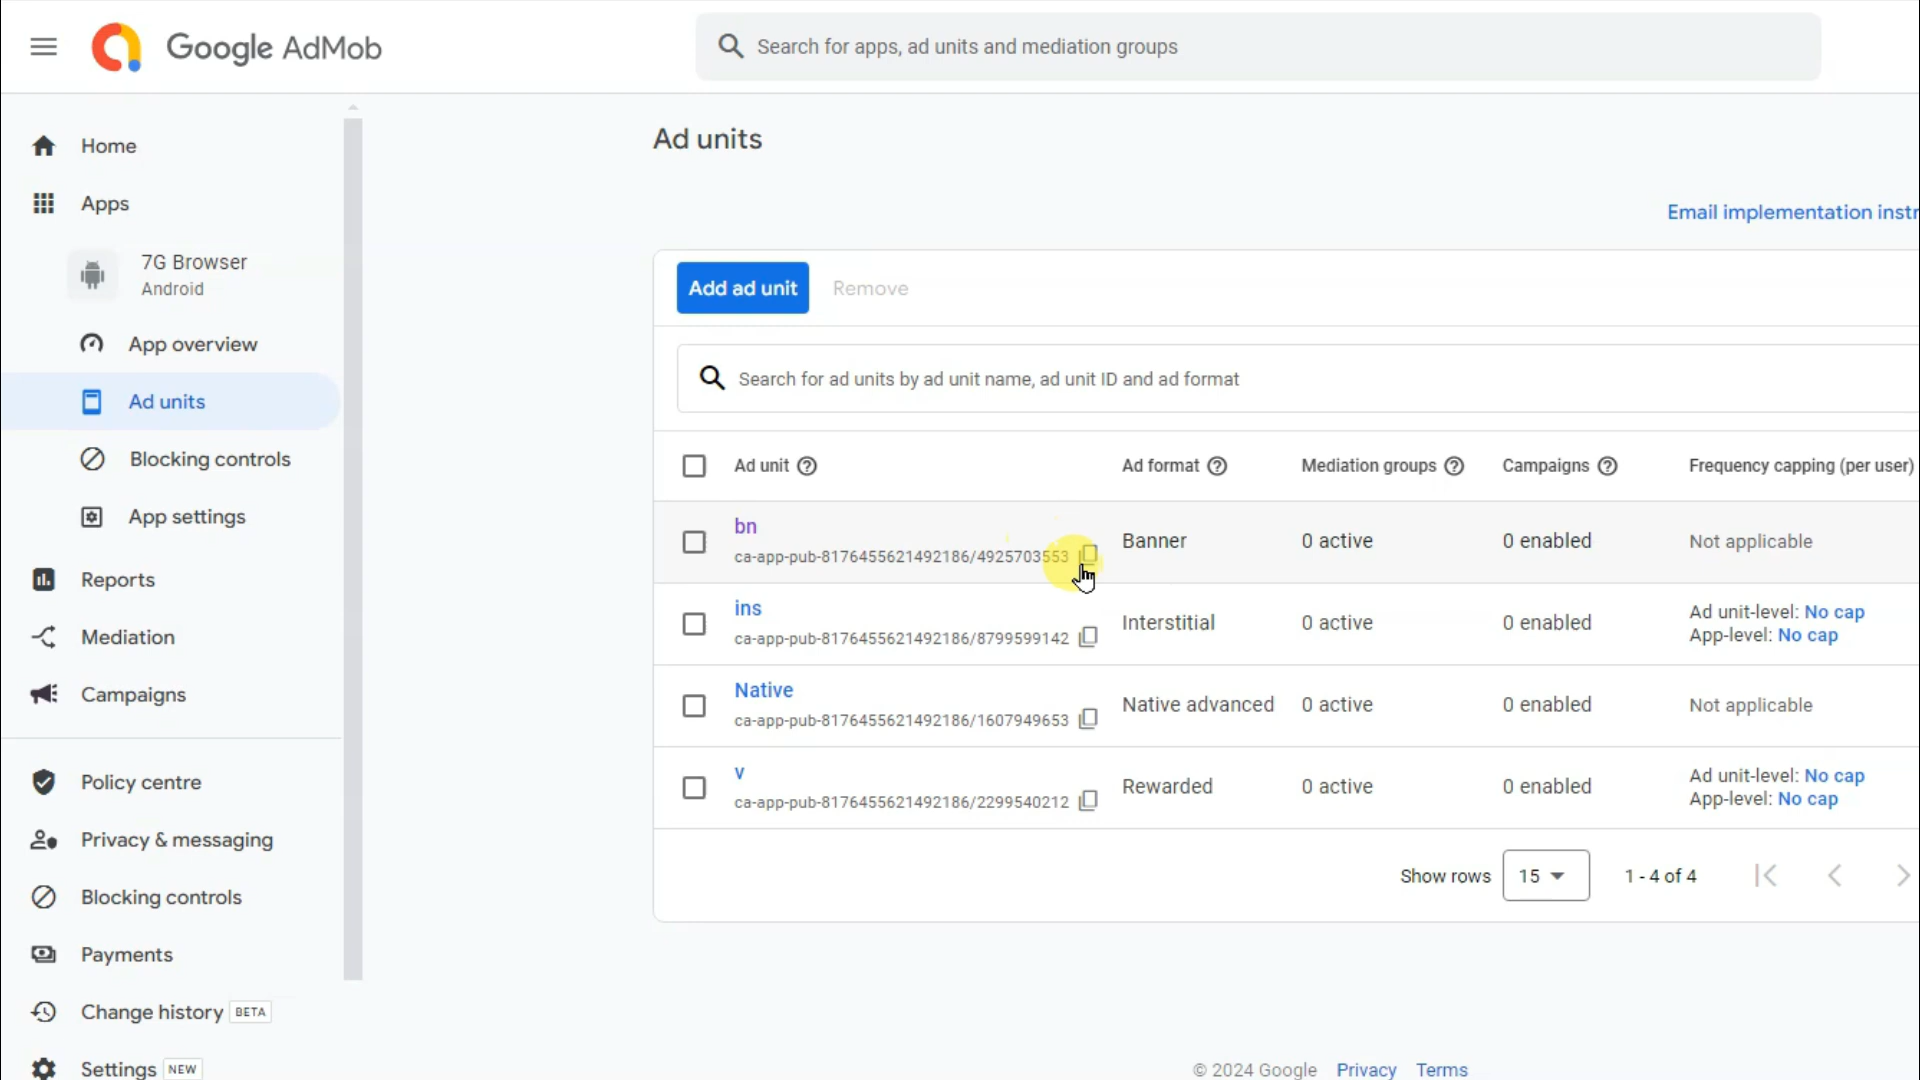 Google AdMob
Search for apps, ad units and mediation groups
Home
Apps
7G Browser
Android
App overview
Ad units
Blocking controls
App settings
Reports
Mediation
Campaigns
Policy centre
Privacy & messaging
Blocking controls
Payments
Change history BETA
Settings NEW
Ad units
Email implementation instr
Add ad unit Remove
Search for ad units by ad unit name, ad unit ID and ad format
Ad unit Ad format Mediation groups Campaigns Frequency capping (per user)
bn
ca-app-pub-8176455621492186/4925703553 Banner 0 active 0 enabled Not applicable
ins
ca-app-pub-8176455621492186/8799599142 Interstitial 0 active 0 enabled Ad unit-level: No cap
App-level: No cap
Native
ca-app-pub-8176455621492186/1607949653 Native advanced 0 active 0 enabled Not applicable
v
ca-app-pub-8176455621492186/2299540212 Rewarded 0 active 0 enabled Ad unit-level: No cap
App-level: No cap
Show rows 15 1 - 4 of 4
© 2024 Google Privacy Terms